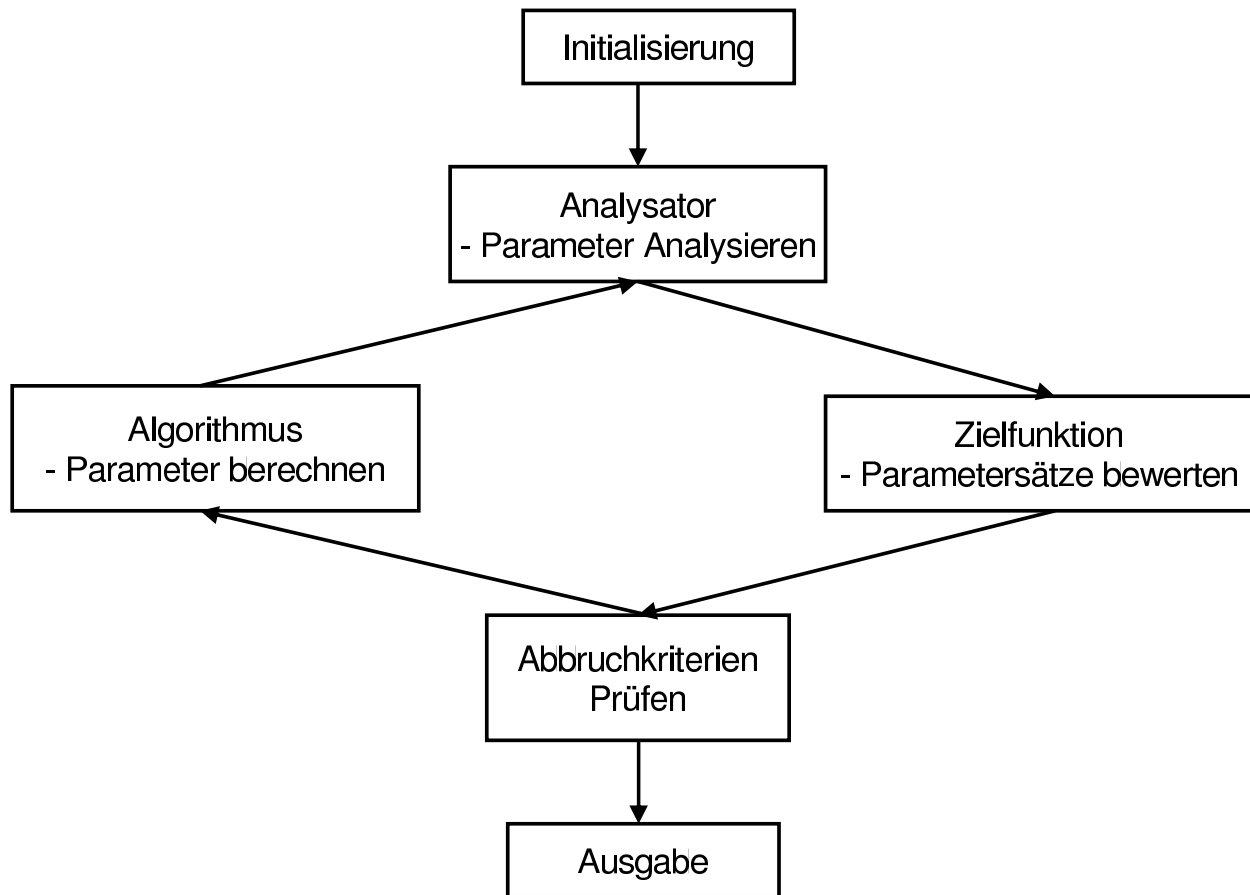 Initialisierung
Analysator
- Parameter Analysieren
Algorithmus
- Parameter berechnen
Zielfunktion
- Parametersätze bewerten
Abbruchkriterien
Prüfen
Ausgabe